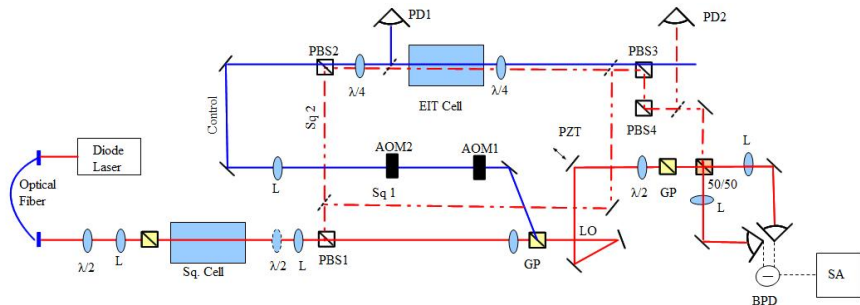 PD1
PD2
PBS2
PBS3
λ/4
EIT Cell
λ/4
Control
Sq 2
PBS4
PZT
Diode
Laser
AOM2
AOM1
Optical
Fiber
L
Sq 1
λ/2
GP
50/50
L
L
LO
λ/2
L
Sq. Cell
λ/2
L
PBS1
GP
BPD
SA